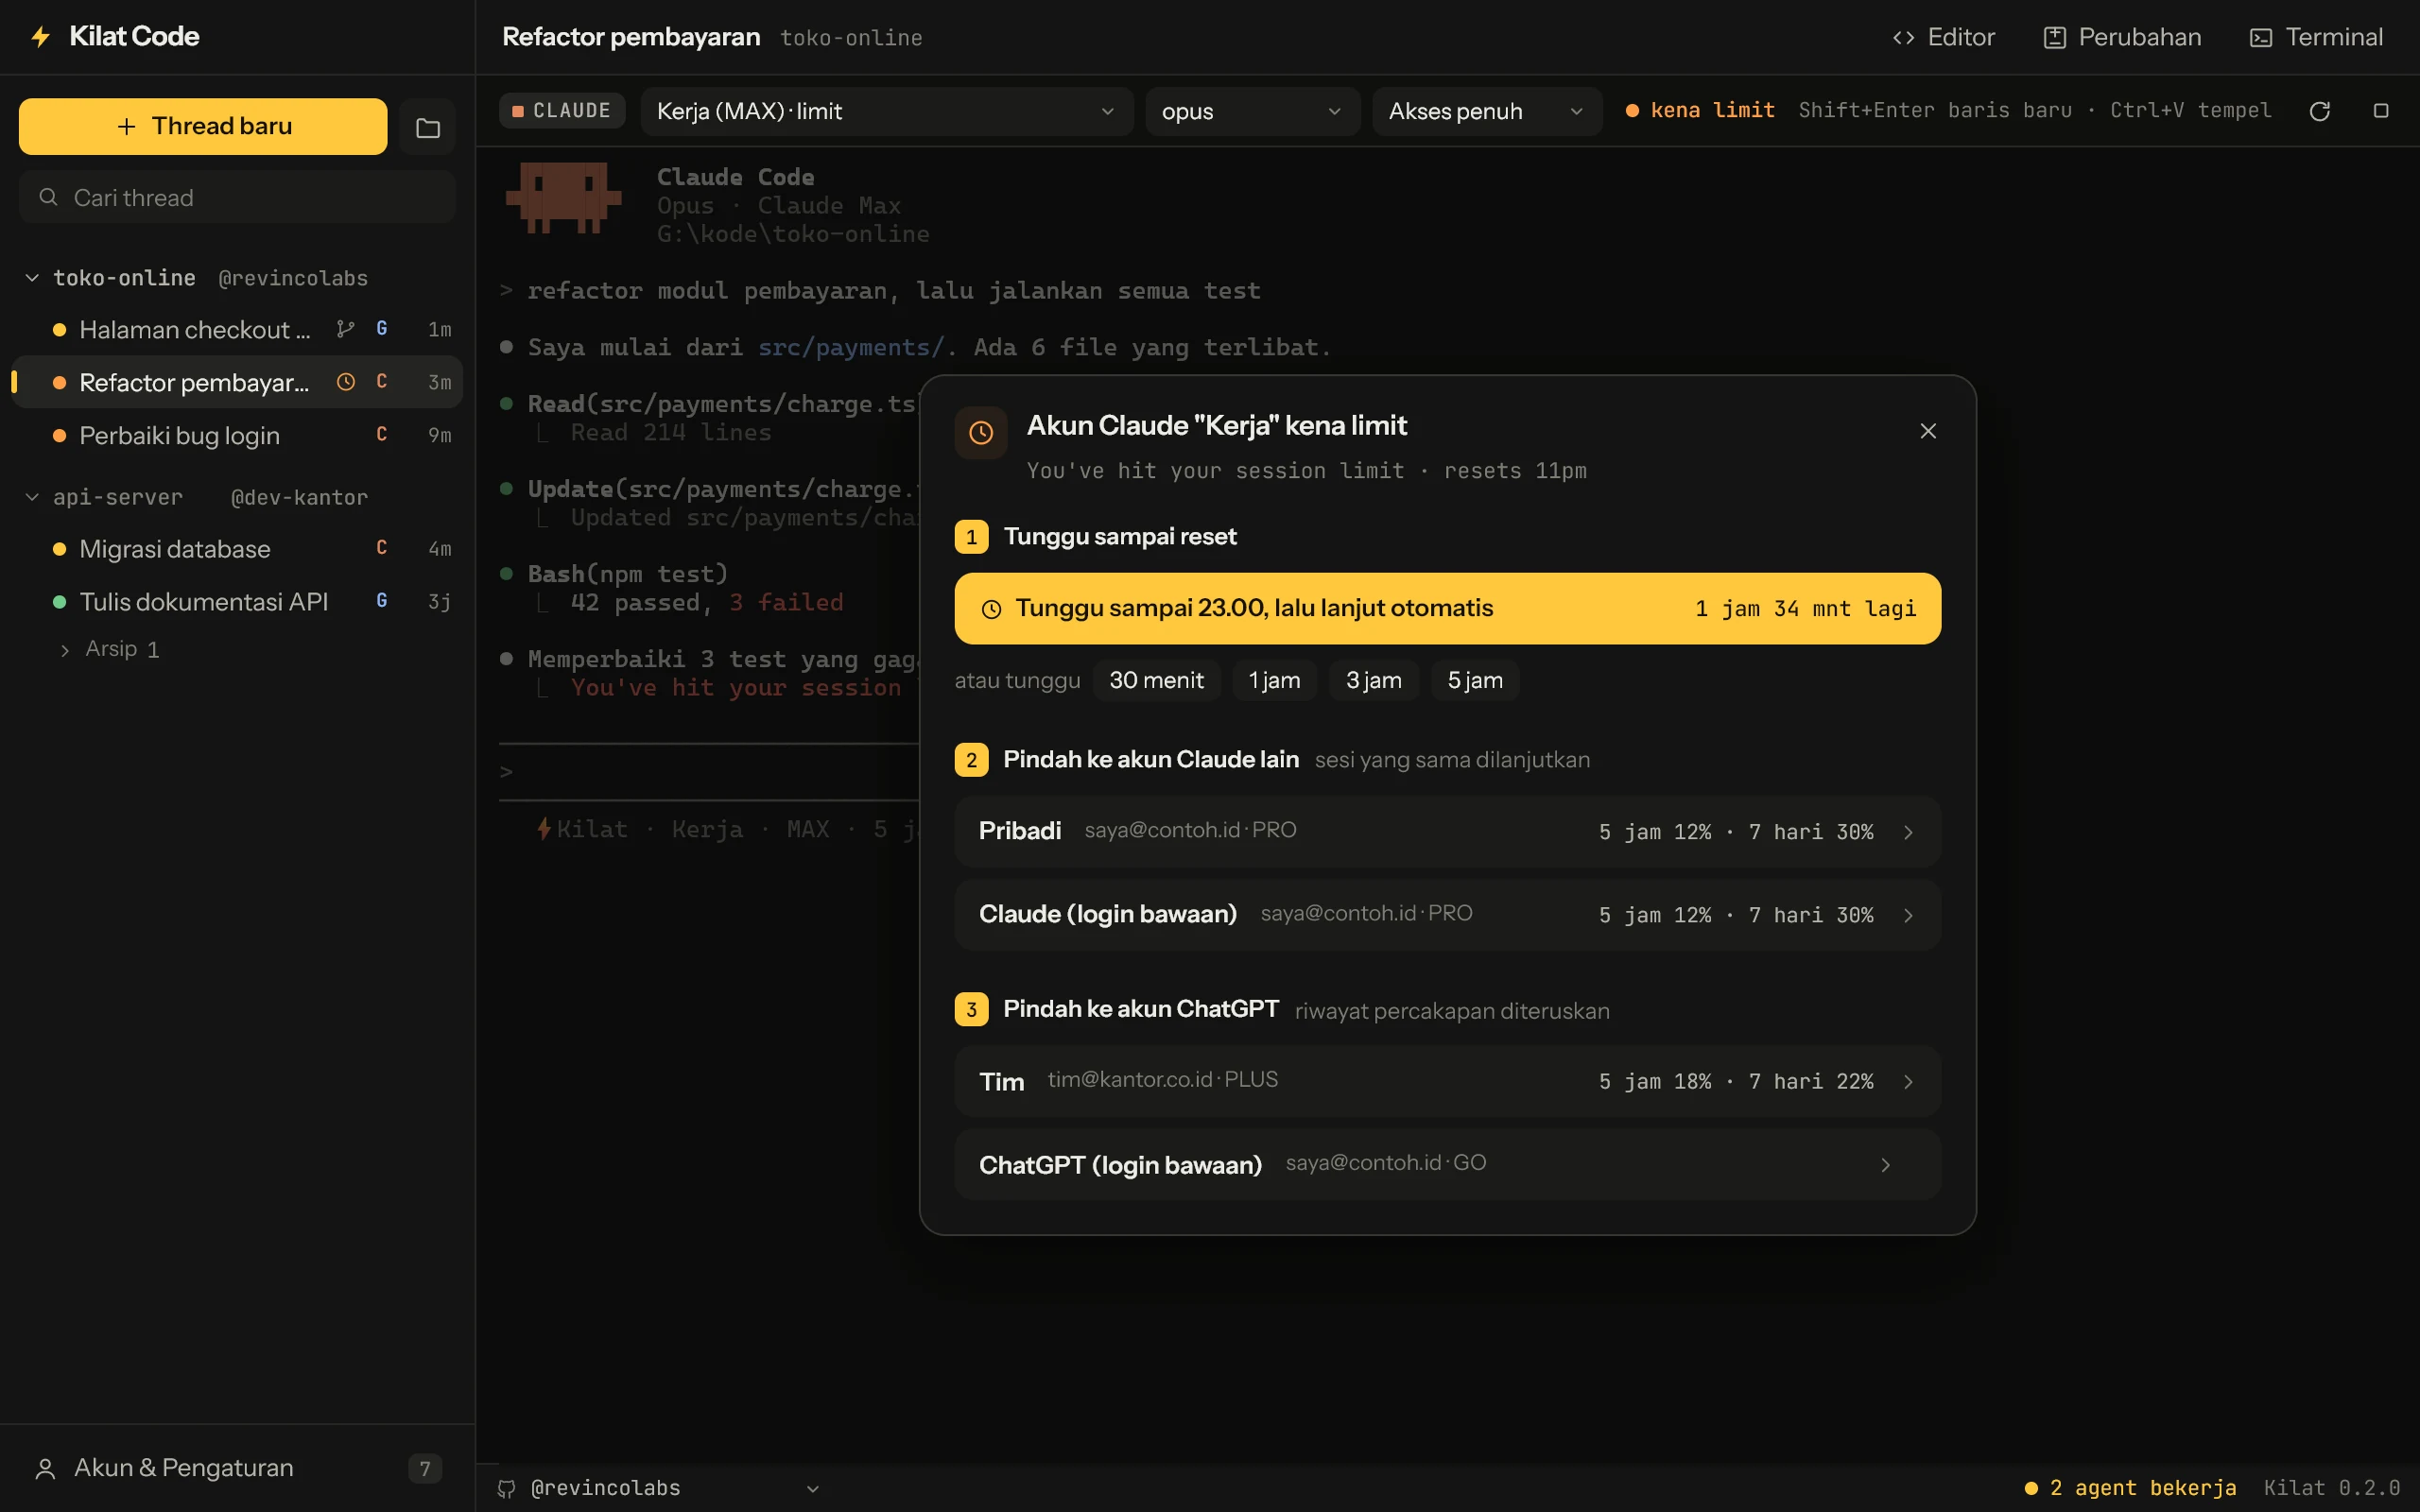 Kilat Code
Refactor pembayaran toko-online
Editor
Perubahan
Terminal
Thread baru
Cari thread
toko-online @revincolabs
Halaman checkout ... G 1m
Refactor pembayar... C 3m
Perbaiki bug login C 9m
api-server @dev-kantor
Migrasi database C 4m
Tulis dokumentasi API G 3j
Arsip 1
Akun & Pengaturan 7
CLAUDE
Kerja (MAX) · limit
opus
Akses penuh
kena limit
Shift+Enter baris baru · Ctrl+V tempel
Claude Code
Opus · Claude Max
G:\kode\toko-online
> refactor modul pembayaran, lalu jalankan semua test
Saya mulai dari src/payments/. Ada 6 file yang terlibat.
Read(src/payments/charge.ts
Read 214 lines
Update(src/payments/charge.
Updated src/payments/cha
Bash(npm test)
42 passed, 3 failed
Memperbaiki 3 test yang gag
You've hit your session
>
Kilat · Kerja · MAX · 5 j
Akun Claude "Kerja" kena limit
You've hit your session limit · resets 11pm
1 Tunggu sampai reset
Tunggu sampai 23.00, lalu lanjut otomatis 1 jam 34 mnt lagi
atau tunggu 30 menit 1 jam 3 jam 5 jam
2 Pindah ke akun Claude lain sesi yang sama dilanjutkan
Pribadi saya@contoh.id · PRO 5 jam 12% · 7 hari 30%
Claude (login bawaan) saya@contoh.id · PRO 5 jam 12% · 7 hari 30%
3 Pindah ke akun ChatGPT riwayat percakapan diteruskan
Tim tim@kantor.co.id · PLUS 5 jam 18% · 7 hari 22%
ChatGPT (login bawaan) saya@contoh.id · GO
@revincolabs
2 agent bekerja
Kilat 0.2.0